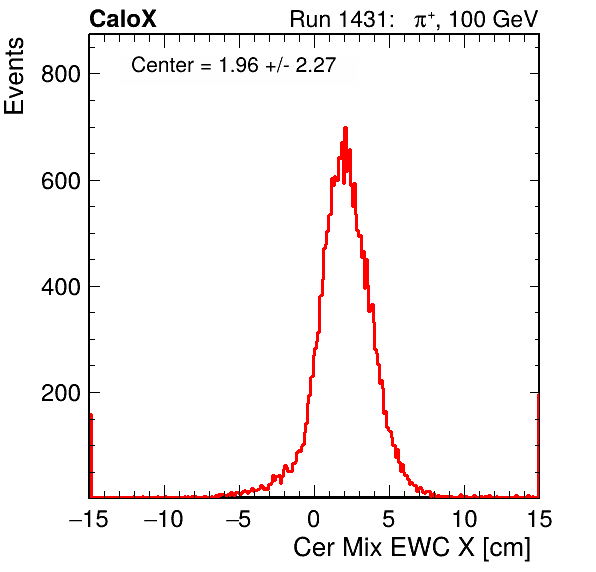 CaloX Run 1431: π⁺, 100 GeV
Events
Center = 1.96 +/- 2.27
800
600
400
200
−15 −10 −5 0 5 10 15
Cer Mix EWC X [cm]